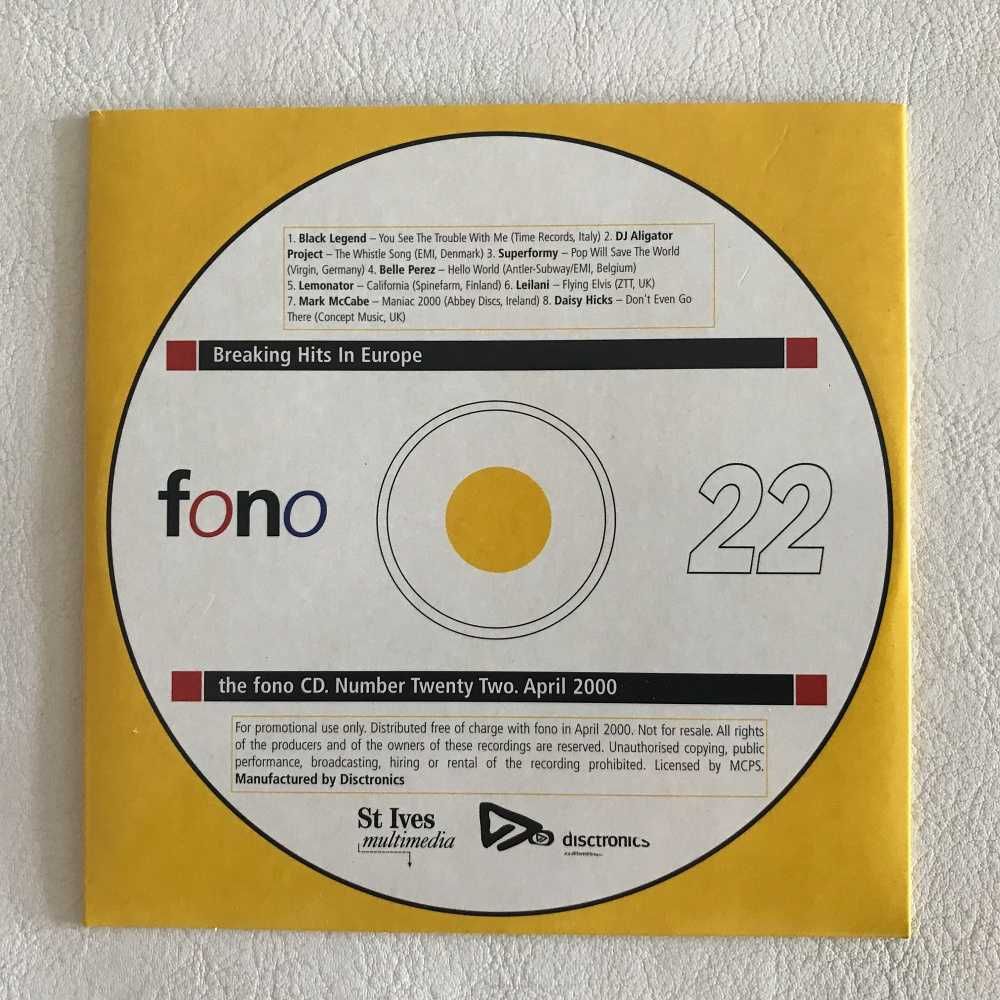 1. Black Legend – You See The Trouble With Me (Time Records, Italy) 2. DJ Aligator
Project – The Whistle Song (EMI, Denmark) 3. Superformy – Pop Will Save The World
(Virgin, Germany) 4. Belle Perez – Hello World (Antler-Subway/EMI, Belgium)
5. Lemonator – California (Spinefarm, Finland) 6. Leilani – Flying Elvis (ZTT, UK)
7. Mark McCabe – Maniac 2000 (Abbey Discs, Ireland) 8. Daisy Hicks – Don't Even Go
There (Concept Music, UK)
Breaking Hits In Europe
fono
22
the fono CD. Number Twenty Two. April 2000
For promotional use only. Distributed free of charge with fono in April 2000. Not for resale. All rights
of the producers and of the owners of these recordings are reserved. Unauthorised copying, public
performance, broadcasting, hiring or rental of the recording prohibited. Licensed by MCPS.
Manufactured by Disctronics
St Ives
multimedia
disctronics